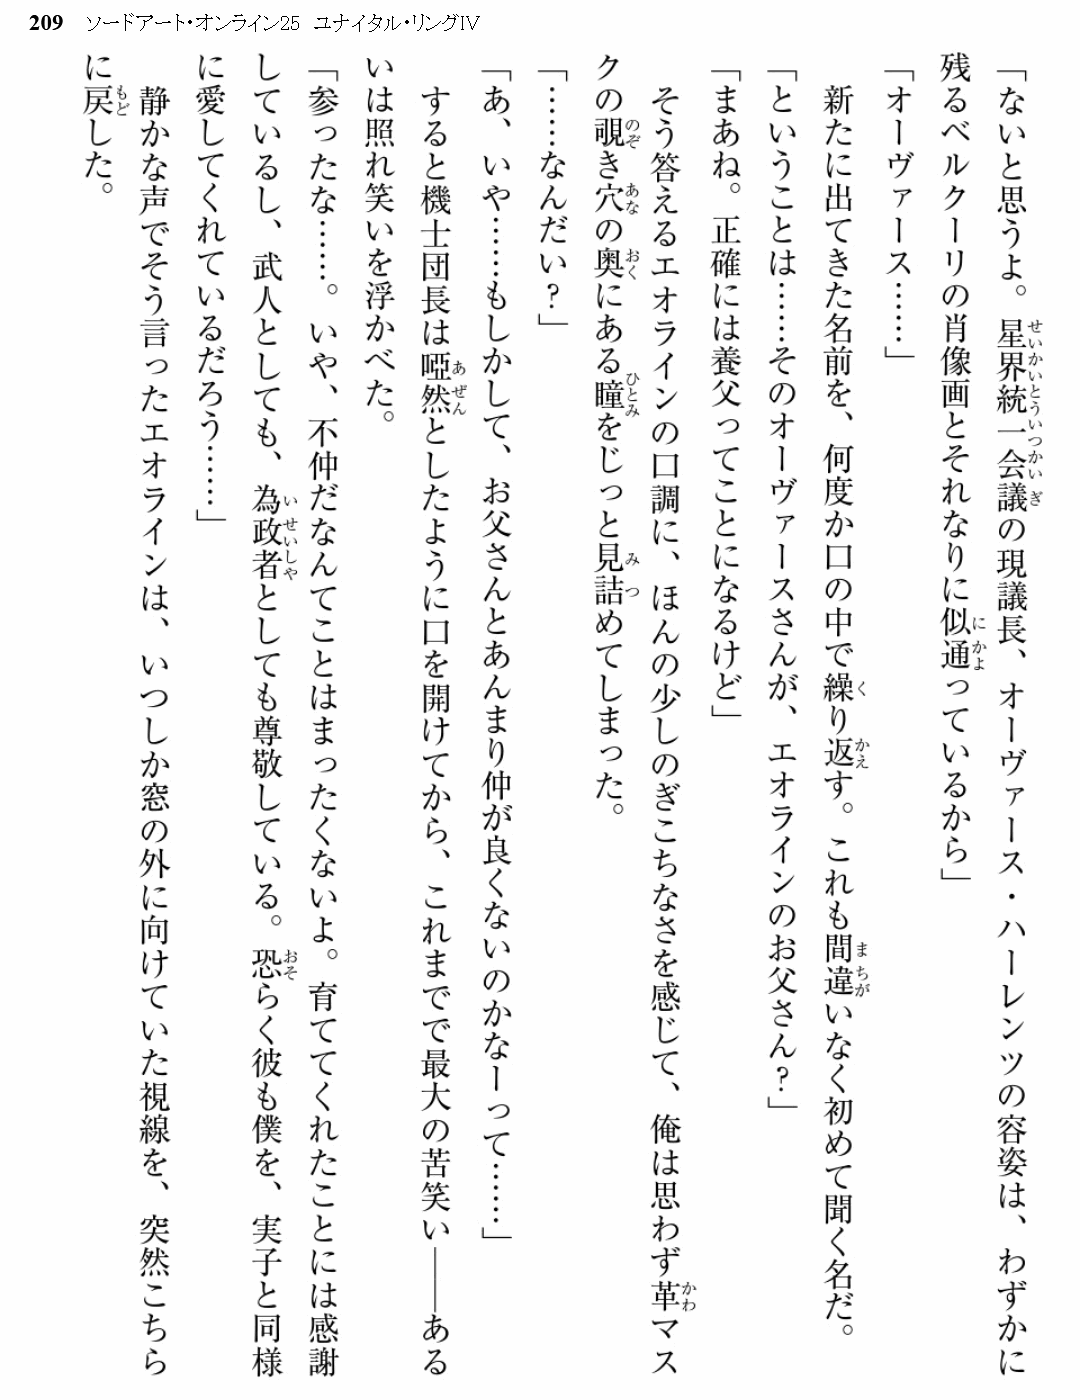 209 ソードアート・オンライン25 ユナイタル・リングⅣ
「ないと思うよ。星界統一会議の現議長、オーヴァース・ハーレンツの容姿は、わずかに
残るベルクーリの肖像画とそれなりに似通っているから」
「オーヴァース……」
　新たに出てきた名前を、何度か口の中で繰り返す。これも間違いなく初めて聞く名だ。
「ということは……そのオーヴァースさんが、エオラインのお父さん？」
「まあね。正確には養父ってことになるけど」
　そう答えるエオラインの口調に、ほんの少しのぎこちなさを感じて、俺は思わず革マス
クの覗き穴の奥にある瞳をじっと見詰めてしまった。
「……なんだい？」
「あ、いや……もしかして、お父さんとあんまり仲が良くないのかなーって……」
　すると機士団長は啞然としたように口を開けてから、これまでで最大の苦笑い――ある
いは照れ笑いを浮かべた。
「参ったな……。いや、不仲だなんてことはまったくないよ。育ててくれたことには感謝
しているし、武人としても、為政者としても尊敬している。恐らく彼も僕を、実子と同様
に愛してくれているだろう……」
　静かな声でそう言ったエオラインは、いつしか窓の外に向けていた視線を、突然こちら
に戻した。